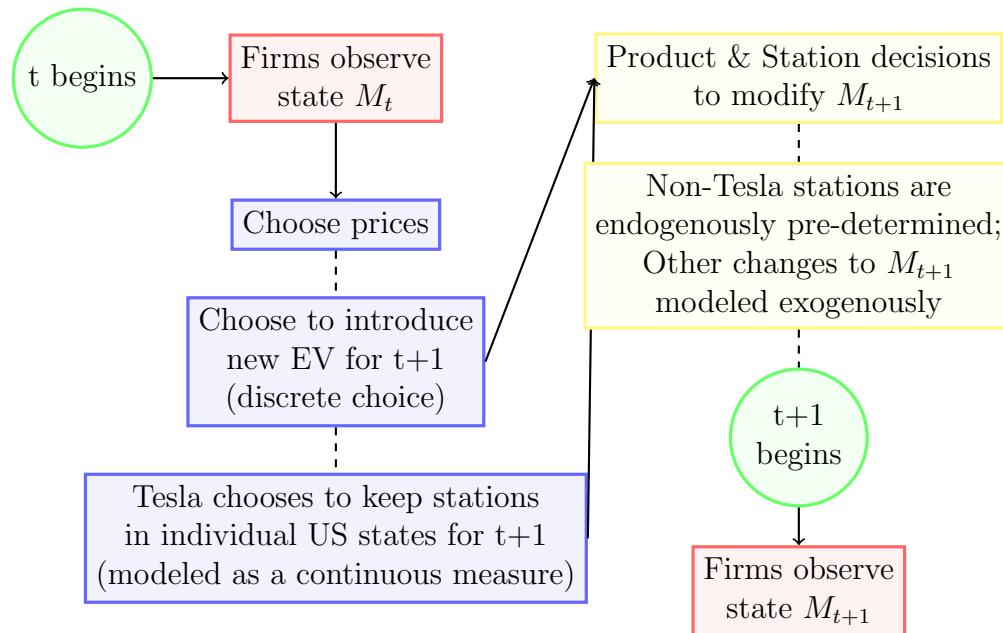 t begins
Firms observe
state $M_t$
Choose prices
Choose to introduce
new EV for t+1
(discrete choice)
Tesla chooses to keep stations
in individual US states for t+1
(modeled as a continuous measure)
Product & Station decisions
to modify $M_{t+1}$
Non-Tesla stations are
endogenously pre-determined;
Other changes to $M_{t+1}$
modeled exogenously
t+1
begins
Firms observe
state $M_{t+1}$